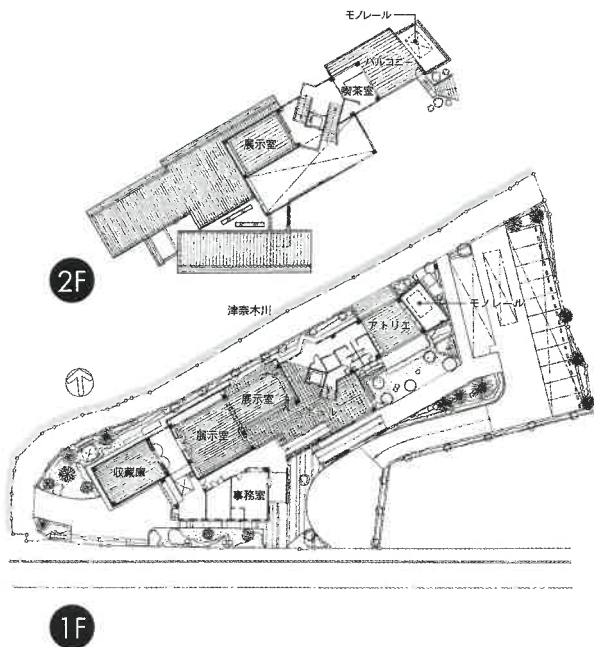 モノレール
バルコニー
喫茶室
展示室
2F
津奈木川
モノレール
アトリエ
展示室
展示室
収蔵庫
事務室
1F